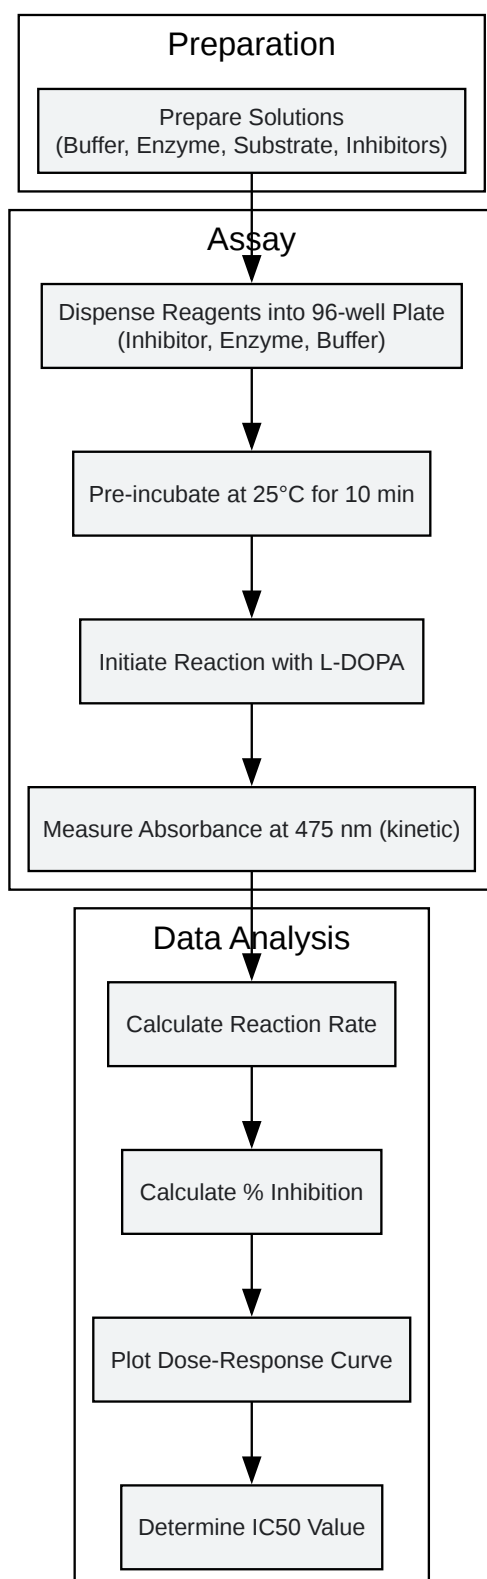 Preparation
Prepare Solutions
(Buffer, Enzyme, Substrate, Inhibitors)
Assay
Dispense Reagents into 96-well Plate
(Inhibitor, Enzyme, Buffer)
Pre-incubate at 25°C for 10 min
Initiate Reaction with L-DOPA
Measure Absorbance at 475 nm (kinetic)
Data Analysis
Calculate Reaction Rate
Calculate % Inhibition
Plot Dose-Response Curve
Determine IC50 Value